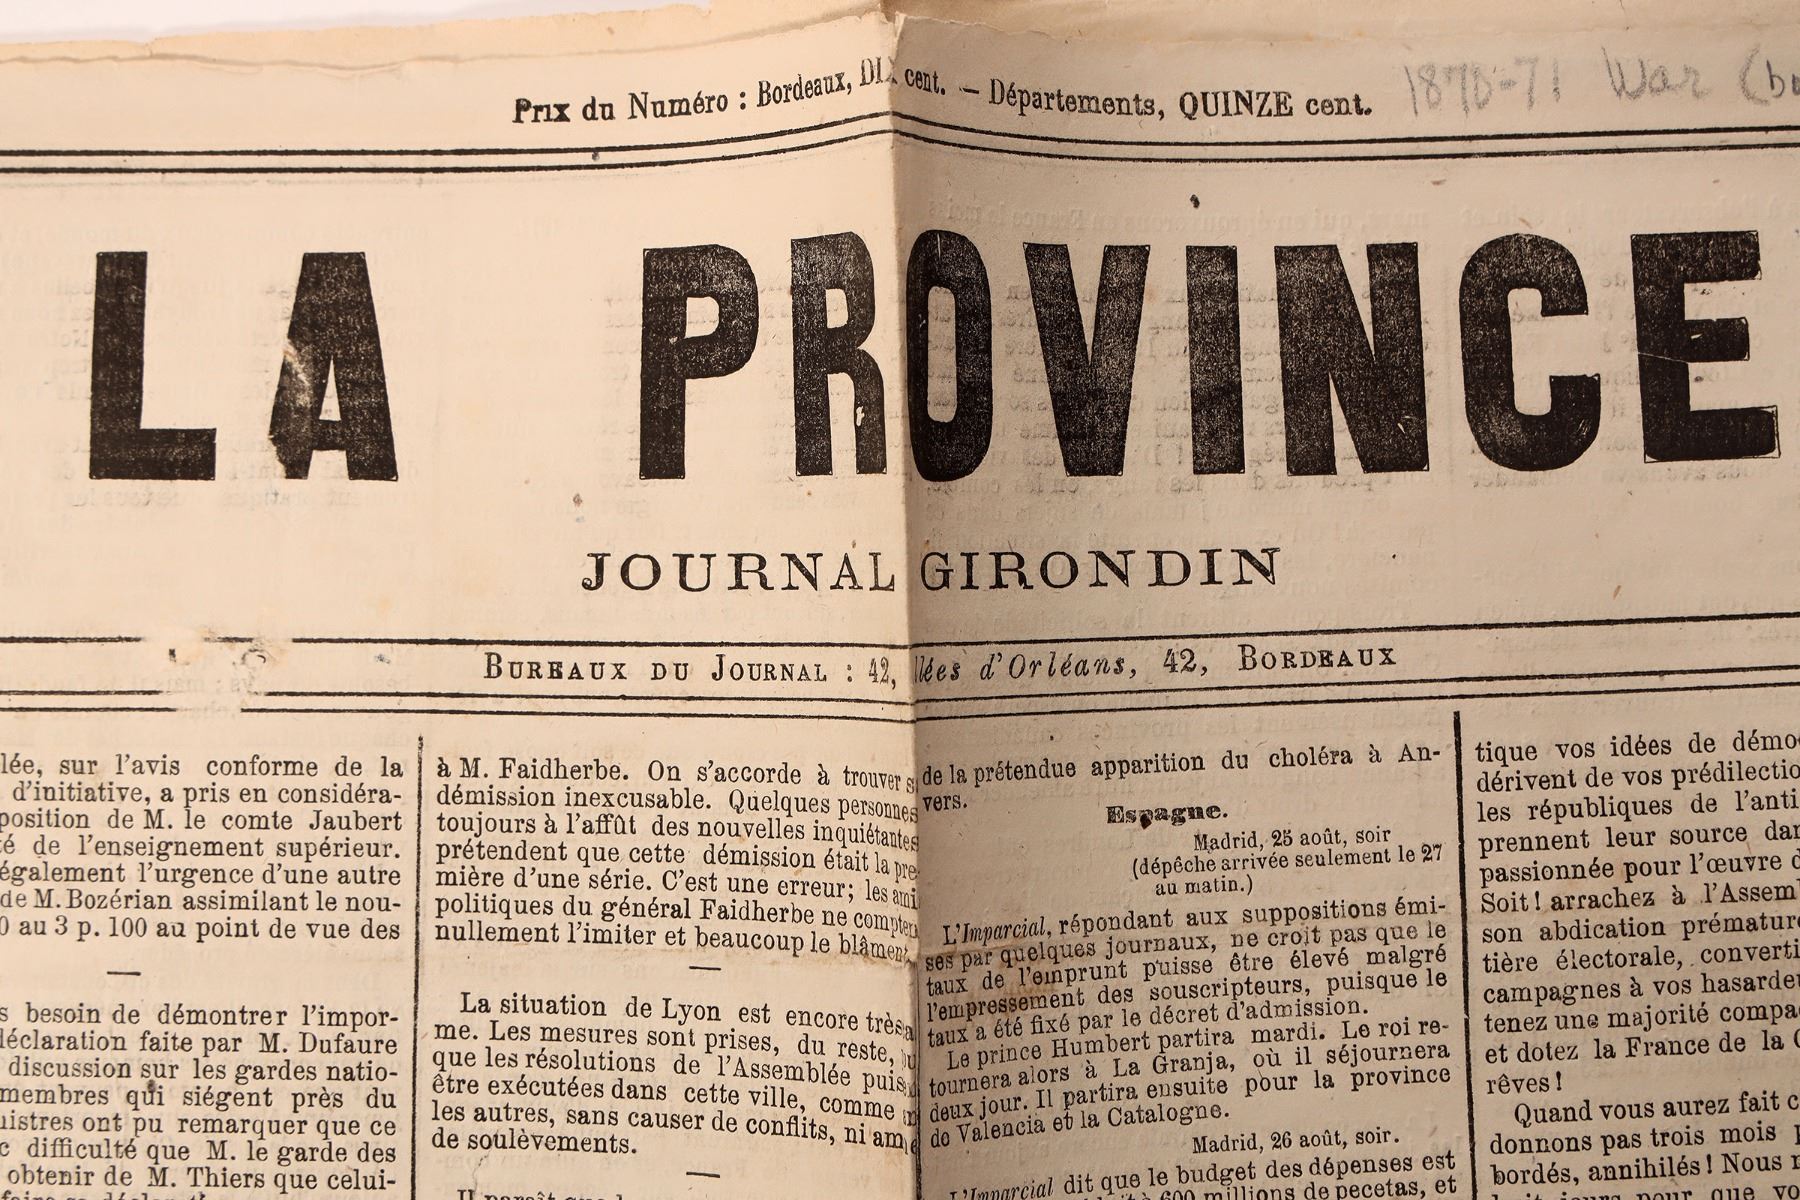 Prix du Numéro : Bordeaux, DIX cent. — Départements, QUINZE cent.
1870-71 War
LA PROVINCE
JOURNAL GIRONDIN
BUREAUX DU JOURNAL : 42, d'Orléans, 42, BORDEAUX
lée, sur l'avis conforme de la
d'initiative, a pris en considéra-
position de M. le comte Jaubert
té de l'enseignement supérieur.
également l'urgence d'une autre
de M. Bozérian assimilant le nou-
0 au 3 p. 100 au point de vue des
—
s besoin de démontrer l'impor-
déclaration faite par M. Dufaure
discussion sur les gardes natio-
membres qui siégent près du
nistres ont pu remarquer que ce
c difficulté que M. le garde des
obtenir de M. Thiers que celui-
à M. Faidherbe. On s'accorde à trouver
démission inexcusable. Quelques personnes
toujours à l'affût des nouvelles inquiétantes
prétendent que cette démission était la pre-
mière d'une série. C'est une erreur; les ami
politiques du général Faidherbe ne compten
nullement l'imiter et beaucoup le blâment
—
La situation de Lyon est encore très
me. Les mesures sont prises, du reste,
que les résolutions de l'Assemblée puis
être exécutées dans cette ville, comme
les autres, sans causer de conflits, ni
de soulèvements.
—
Il paraît que
de la prétendue apparition du choléra à An-
vers.
Espagne.
Madrid, 25 août, soir
(dépêche arrivée seulement le 27
au matin.)
L'Imparcial, répondant aux suppositions émi-
ses par quelques journaux, ne croit pas que le
taux de l'emprunt puisse être élevé malgré
l'empressement des souscripteurs, puisque le
taux a été fixé par le décret d'admission.
Le prince Humbert partira mardi. Le roi re-
tournera alors à La Granja, où il séjournera
deux jour. Il partira ensuite pour la province
de Valencia et la Catalogne.
Madrid, 26 août, soir.
L'Imparcial dit que le budget des dépenses est
600 millions de pecetas, et
tique vos idées de démo
dérivent de vos prédilectio
les républiques de l'anti
prennent leur source dan
passionnée pour l'œuvre d
Soit! arrachez à l'Assem
son abdication prématur
tière électorale, converti
campagnes à vos hasarde
tenez une majorité compa
et dotez la France de la
rêves!
Quand vous aurez fait c
donnons pas trois mois
bordés, annihilés! Nous